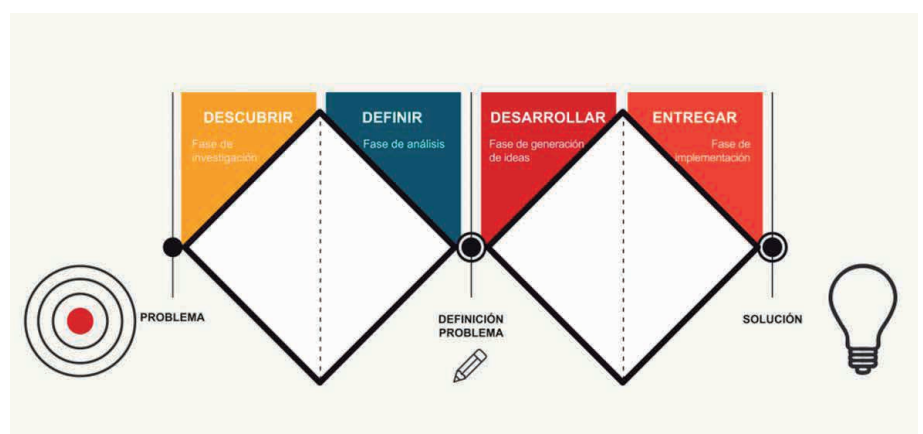 DESCUBRIR
Fase de
investigación
DEFINIR
Fase de análisis
DESARROLLAR
Fase de generación
de ideas
ENTREGAR
Fase de
implementación
PROBLEMA
DEFINICIÓN
PROBLEMA
SOLUCIÓN